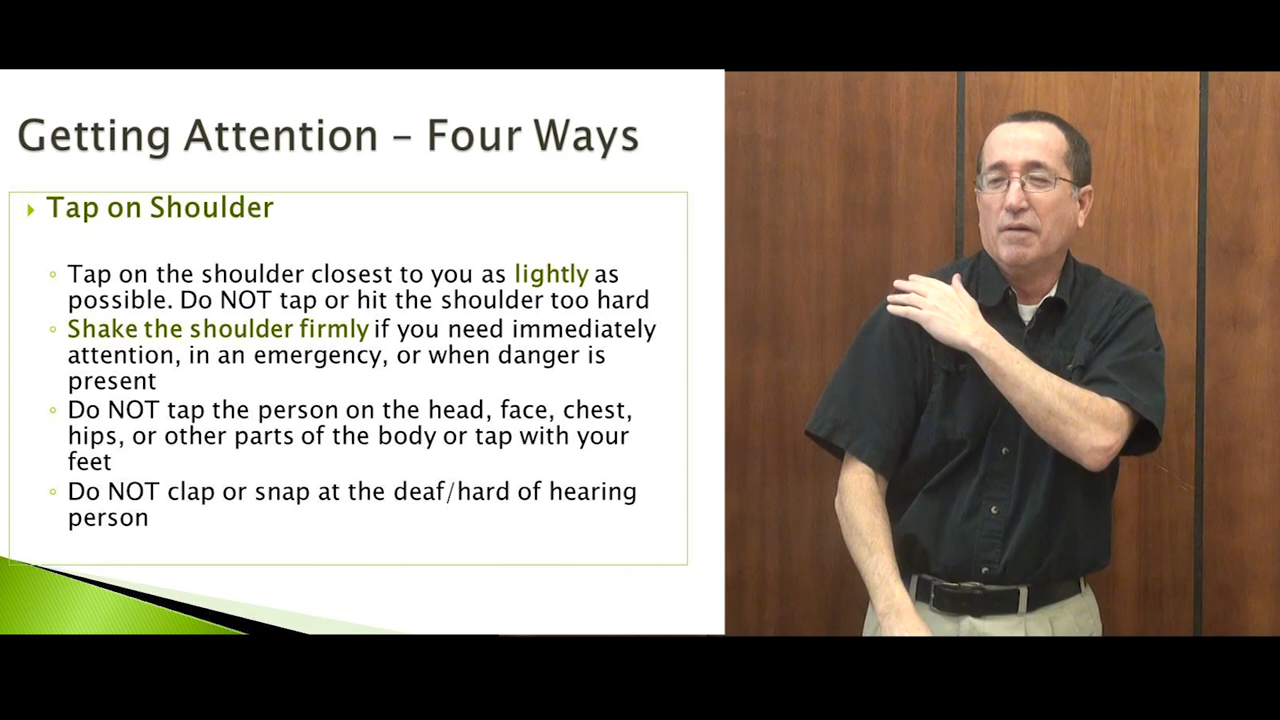 Getting Attention – Four Ways
Tap on Shoulder
Tap on the shoulder closest to you as lightly as
possible. Do NOT tap or hit the shoulder too hard
Shake the shoulder firmly if you need immediately
attention, in an emergency, or when danger is
present
Do NOT tap the person on the head, face, chest,
hips, or other parts of the body or tap with your
feet
Do NOT clap or snap at the deaf/hard of hearing
person